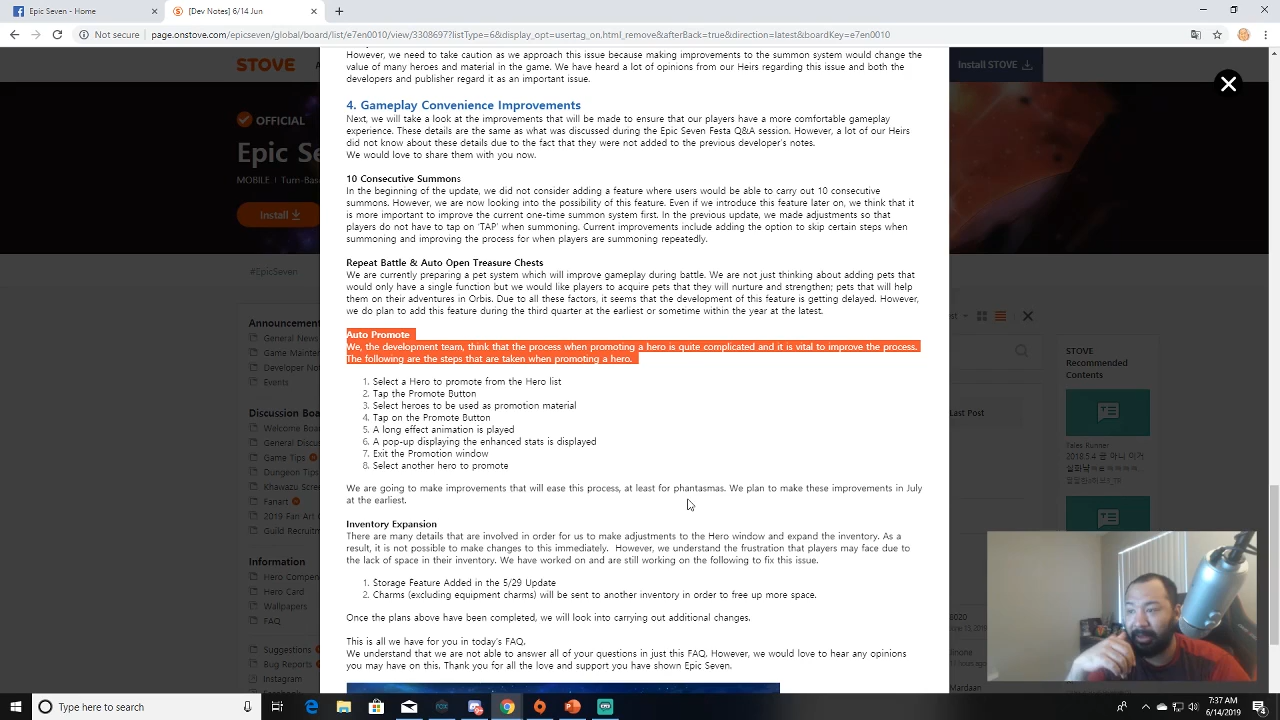 Epic Seven - Home
[Dev Notes] 6/14 Jun
Not secure | page.onstove.com/epicseven/global/board/list/e7en0010/view/3308697?listType=6&display_opt=usertag_on.html_remove&afterBack=true&direction=latest&boardKey=e7en0010
STOVE
Install STOVE
OFFICIAL
Epic Se
MOBILE | Turn-Bas
Install
#EpicSeven
Announcement
General News
Game Mainten
Developer Not
Events
Discussion Boa
Welcome Boar
General Discus
Game Tips
Dungeon Tips
Khawazu Stree
Fanart
2019 Fan Art C
Guild Recruitm
Information
Hero Compen
Hero Card
Wallpapers
FAQ
Suggestions
Bug Reports
Instagram
However, we need to take caution as we approach this issue because making improvements to the summon system would change the
value of many heroes and material in the game. We have heard a lot of opinions from our Heirs regarding this issue and both the
developers and publisher regard it as an important issue.
4. Gameplay Convenience Improvements
Next, we will take a look at the improvements that will be made to ensure that our players have a more comfortable gameplay
experience. These details are the same as what was discussed during the Epic Seven Festa Q&A session. However, a lot of our Heirs
did not know about these details due to the fact that they were not added to the previous developer's notes.
We would love to share them with you now.
10 Consecutive Summons
In the beginning of the update, we did not consider adding a feature where users would be able to carry out 10 consecutive
summons. However, we are now looking into the possibility of this feature. Even if we introduce this feature later on, we think that it
is more important to improve the current one-time summon system first. In the previous update, we made adjustments so that
players do not have to tap on 'TAP' when summoning. Current improvements include adding the option to skip certain steps when
summoning and improving the process for when players are summoning repeatedly.
Repeat Battle & Auto Open Treasure Chests
We are currently preparing a pet system which will improve gameplay during battle. We are not just thinking about adding pets that
would only have a single function but we would like players to acquire pets that they will nurture and strengthen; pets that will help
them on their adventures in Orbis. Due to all these factors, it seems that the development of this feature is getting delayed. However,
we do plan to add this feature during the third quarter at the earliest or sometime within the year at the latest.
Auto Promote
We, the development team, think that the process when promoting a hero is quite complicated and it is vital to improve the process.
The following are the steps that are taken when promoting a hero.
1. Select a Hero to promote from the Hero list
2. Tap the Promote Button
3. Select heroes to be used as promotion material
4. Tap on the Promote Button
5. A long effect animation is played
6. A pop-up displaying the enhanced stats is displayed
7. Exit the Promotion window
8. Select another hero to promote
We are going to make improvements that will ease this process, at least for phantasmas. We plan to make these improvements in July
at the earliest.
Inventory Expansion
There are many details that are involved in order for us to make adjustments to the Hero window and expand the inventory. As a
result, it is not possible to make changes to this immediately. However, we understand the frustration that players may face due to
the lack of space in their inventory. We have worked on and are still working on the following to fix this issue.
1. Storage Feature Added in the 5/29 Update
2. Charms (excluding equipment charms) will be sent to another inventory in order to free up more space.
Once the plans above have been completed, we will look into carrying out additional changes.
This is all we have for you in today's FAQ.
We understand that we are not able to answer all of your questions in just this FAQ. However, we would love to hear any opinions
you may have on this. Thank you for all the love and support you have shown Epic Seven.
Last Post
STOVE
Recommended
Contents
Tales Runner
Mardaan
Type here to search
7:37 AM
6/14/2019